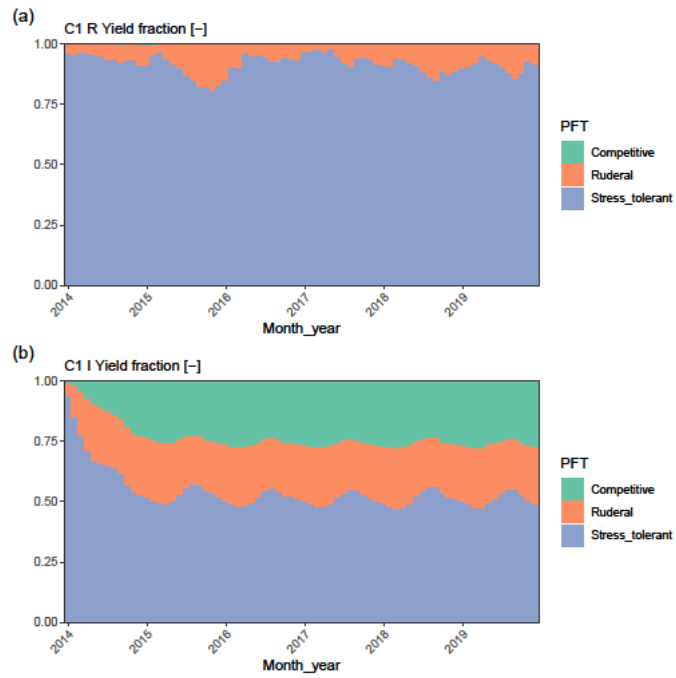 (a)
C1 R Yield fraction [−]
1.00
0.75
0.50
0.25
0.00
2014
2015
2016
2017
2018
2019
Month_year
PFT
Competitive
Ruderal
Stress_tolerant
(b)
C1 I Yield fraction [−]
1.00
0.75
0.50
0.25
0.00
2014
2015
2016
2017
2018
2019
Month_year
PFT
Competitive
Ruderal
Stress_tolerant